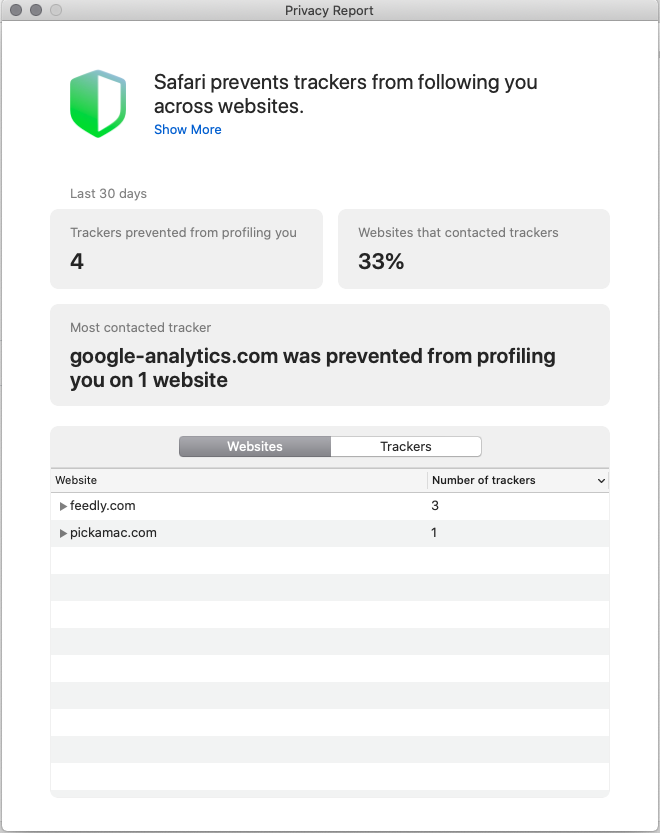 Privacy Report
Safari prevents trackers from following you
across websites.
Show More
Last 30 days
Trackers prevented from profiling you
4
Websites that contacted trackers
33%
Most contacted tracker
google-analytics.com was prevented from profiling
you on 1 website
Websites Trackers
Website Number of trackers
feedly.com 3
pickamac.com 1